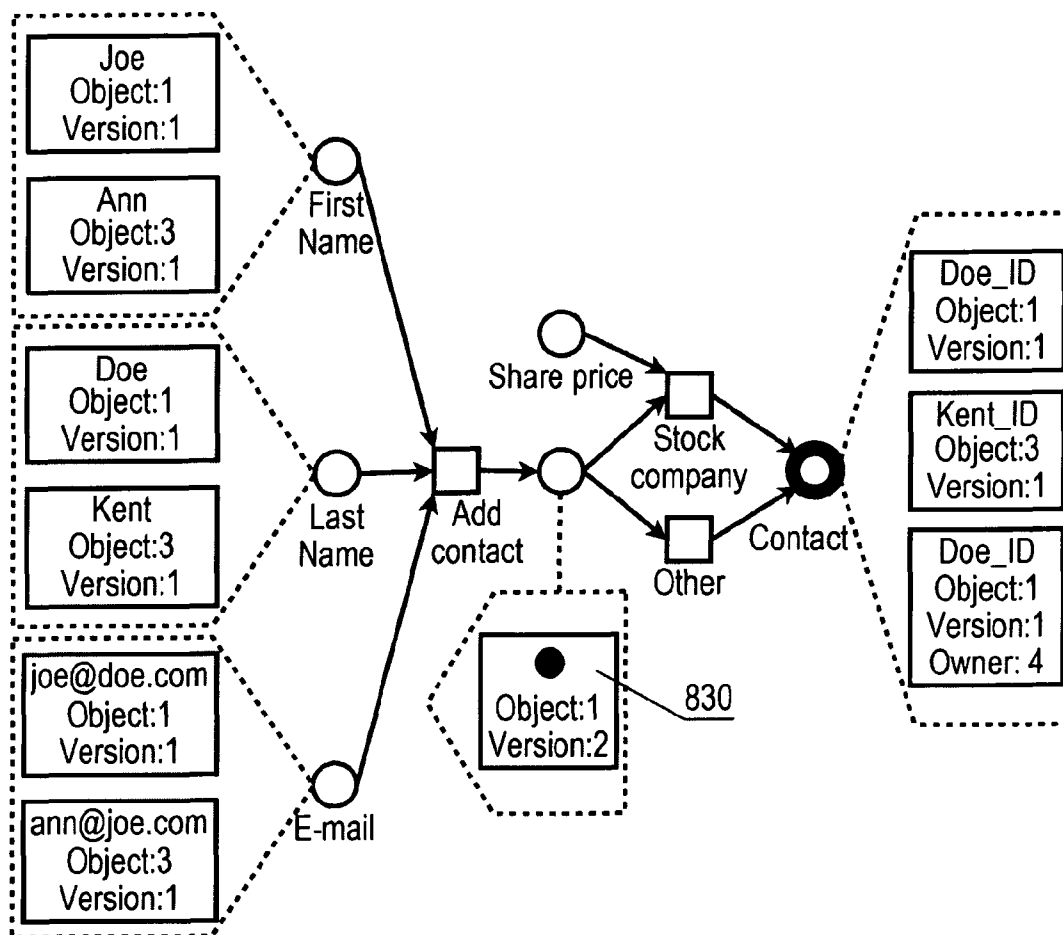 Joe
Object:1
Version:1
Ann
Object:3
Version:1
First
Name
Doe
Object:1
Version:1
Kent
Object:3
Version:1
Last
Name
joe@doe.com
Object:1
Version:1
ann@joe.com
Object:3
Version:1
E-mail
Add
contact
Share price
Stock
company
Other
Object:1
Version:2
830
Contact
Doe_ID
Object:1
Version:1
Kent_ID
Object:3
Version:1
Doe_ID
Object:1
Version:1
Owner: 4